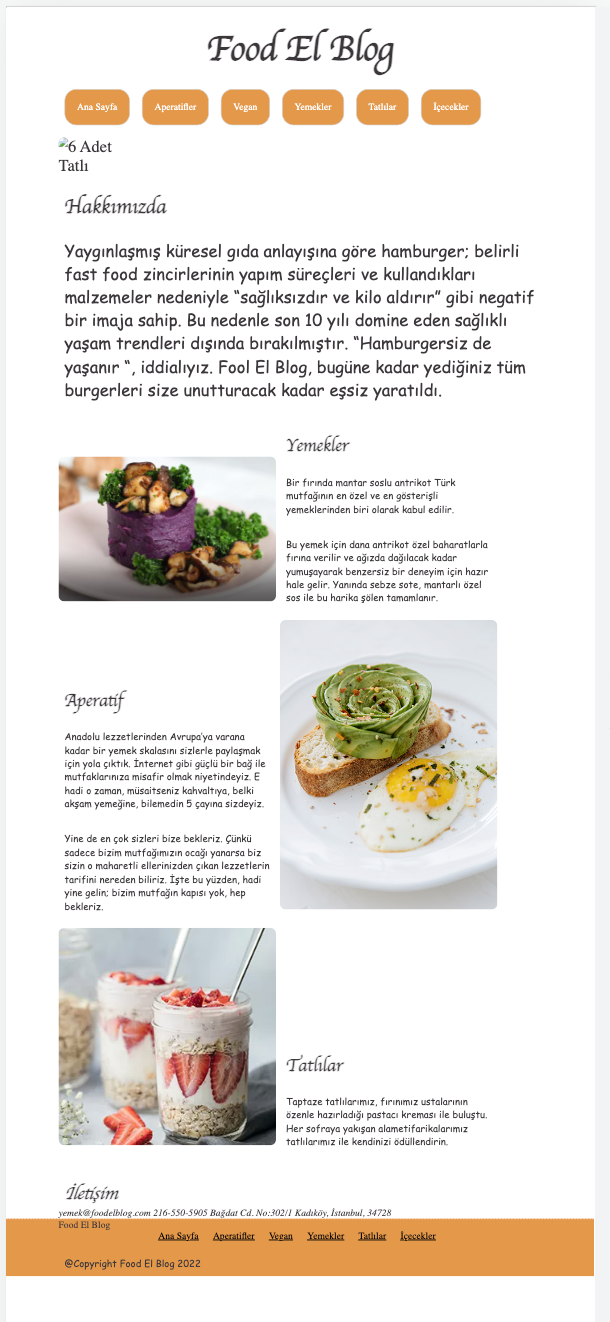 Food El Blog
Ana Sayfa Aperatifler Vegan Yemekler Tatlılar İçecekler
6 Adet
Tatlı
Hakkımızda
Yaygınlaşmış küresel gıda anlayışına göre hamburger; belirli
fast food zincirlerinin yapım süreçleri ve kullandıkları
malzemeler nedeniyle “sağlıksızdır ve kilo aldırır” gibi negatif
bir imaja sahip. Bu nedenle son 10 yılı domine eden sağlıklı
yaşam trendleri dışında bırakılmıştır. “Hamburgersiz de
yaşanır “, iddialıyız. Fool El Blog, bugüne kadar yediğiniz tüm
burgerleri size unutturacak kadar eşsiz yaratıldı.
Yemekler
Bir fırında mantar soslu antrikot Türk
mutfağının en özel ve en gösterişli
yemeklerinden biri olarak kabul edilir.
Bu yemek için dana antrikot özel baharatlarla
fırına verilir ve ağızda dağılacak kadar
yumuşayarak benzersiz bir deneyim için hazır
hale gelir. Yanında sebze sote, mantarlı özel
sos ile bu harika şölen tamamlanır.
Aperatif
Anadolu lezzetlerinden Avrupa’ya varana
kadar bir yemek skalasını sizlerle paylaşmak
için yola çıktık. İnternet gibi güçlü bir bağ ile
mutfaklarınıza misafir olmak niyetindeyiz. E
hadi o zaman, müsaitseniz kahvaltıya, belki
akşam yemeğine, bilemedin 5 çayına sizdeyiz.
Yine de en çok sizleri bize bekleriz. Çünkü
sadece bizim mutfağımızın ocağı yanarsa biz
sizin o maharetli ellerinizden çıkan lezzetlerin
tarifini nereden biliriz. İşte bu yüzden, hadi
yine gelin; bizim mutfağın kapısı yok, hep
bekleriz.
Tatlılar
Taptaze tatlılarımız, fırınımız ustalarının
özenle hazırladığı pastacı kreması ile buluştu.
Her sofraya yakışan alametifarikalarımız
tatlılarımız ile kendinizi ödüllendirin.
İletişim
yemek@foodelblog.com 216-550-5905 Bağdat Cd. No:302/1 Kadıköy, İstanbul, 34728
Food El Blog
Ana Sayfa Aperatifler Vegan Yemekler Tatlılar İçecekler
@Copyright Food El Blog 2022